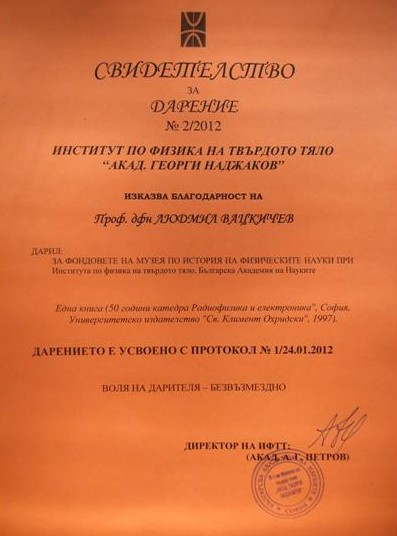 СВИДЕТЕЛСТВО
ЗА
ДАРЕНИЕ
№ 2/2012
ИНСТИТУТ ПО ФИЗИКА НА ТВЪРДОТО ТЯЛО
“АКАД. ГЕОРГИ НАДЖАКОВ”
ИЗКАЗВА БЛАГОДАРНОСТ НА
Проф. дфн ЛЮДМИЛ ВАЦКИЧЕВ
ДАРИЛ:
ЗА ФОНДОВЕТЕ НА МУЗЕЯ ПО ИСТОРИЯ НА ФИЗИЧЕСКИТЕ НАУКИ ПРИ
Института по физика на твърдото тяло, Българска Академия на Науките
Една книга (50 години катедра Радиофизика и електроника", София,
Университетско издателство "Св. Климент Охридски", 1997).
ДАРЕНИЕТО Е УСВОЕНО С ПРОТОКОЛ № 1/24.01.2012
ВОЛЯ НА ДАРИТЕЛЯ – БЕЗВЪЗМЕЗДНО
ДИРЕКТОР НА ИФТТ:
(АКАД. А.Г. ПЕТРОВ)